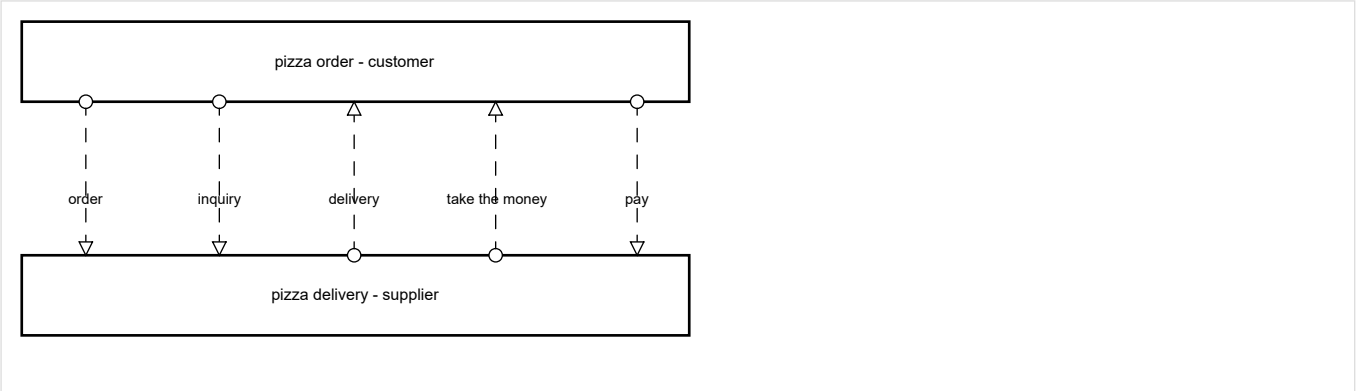 pizza order - customer
order
inquiry
delivery
take the money
pay
pizza delivery - supplier